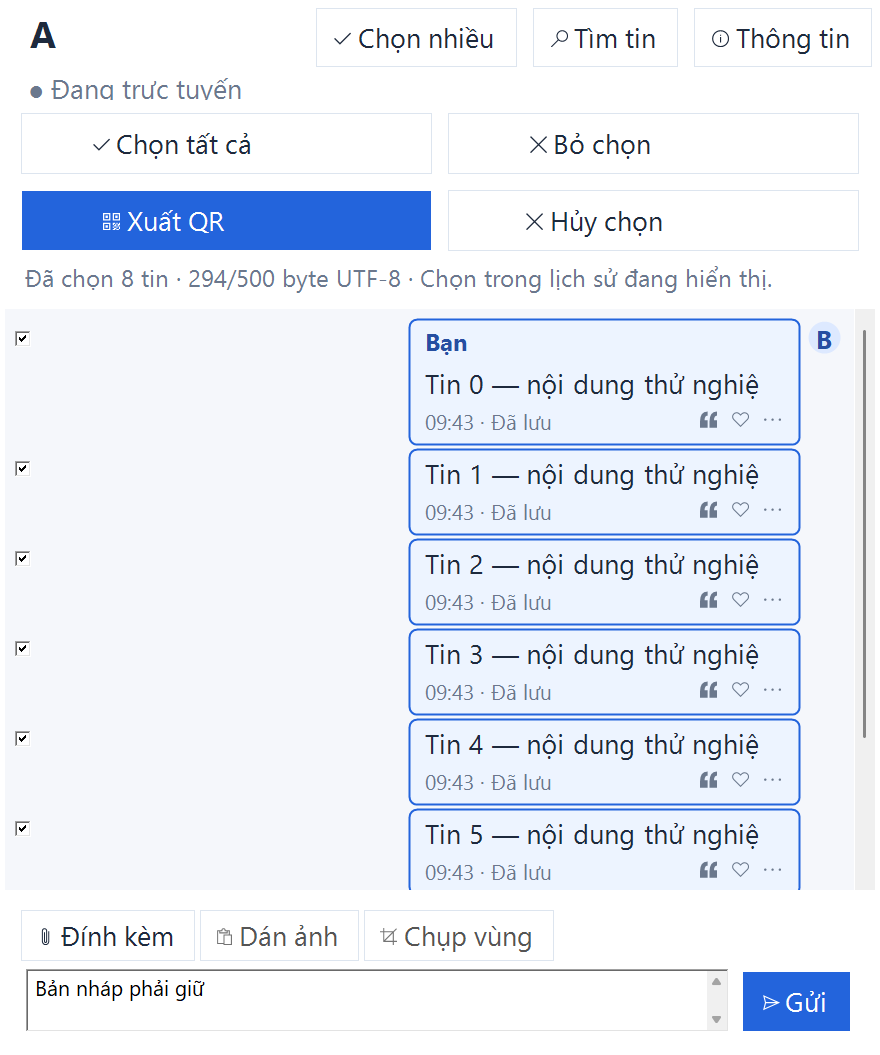 A
Chọn nhiều
Tìm tin
Thông tin
Đang trực tuyến
Chọn tất cả
Bỏ chọn
Xuất QR
Hủy chọn
Đã chọn 8 tin · 294/500 byte UTF-8 · Chọn trong lịch sử đang hiển thị.
Bạn
B
Tin 0 — nội dung thử nghiệ
09:43 · Đã lưu
Tin 1 — nội dung thử nghiệ
09:43 · Đã lưu
Tin 2 — nội dung thử nghiệ
09:43 · Đã lưu
Tin 3 — nội dung thử nghiệ
09:43 · Đã lưu
Tin 4 — nội dung thử nghiệ
09:43 · Đã lưu
Tin 5 — nội dung thử nghiệ
09:43 · Đã lưu
Đính kèm
Dán ảnh
Chụp vùng
Bản nháp phải giữ
Gửi